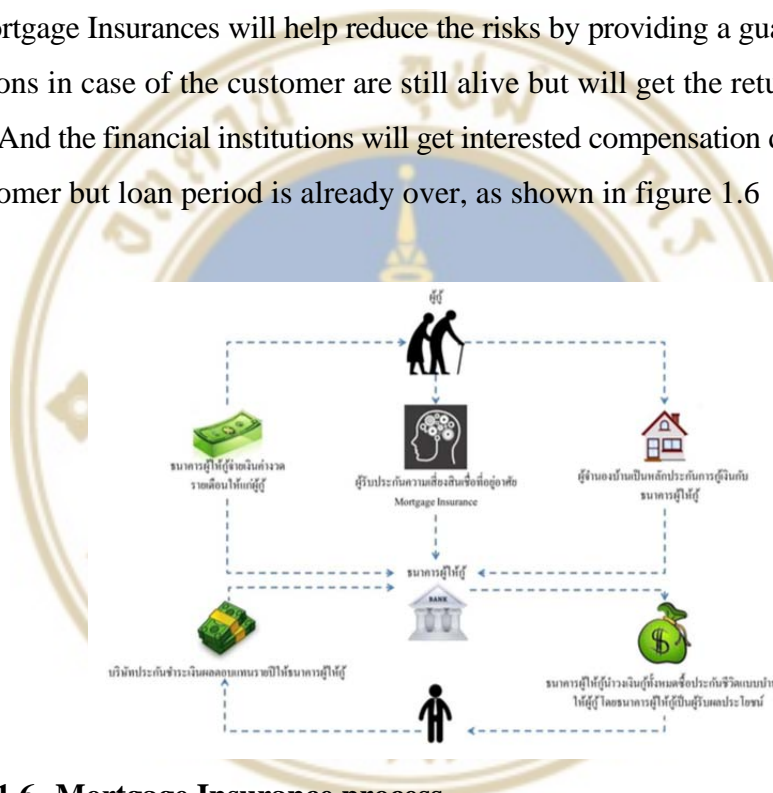 ortgage Insurances will help reduce the risks by providing a gua
ons in case of the customer are still alive but will get the retu
And the financial institutions will get interested compensation
omer but loan period is already over, as shown in figure 1.6
ผู้กู้
ธนาคารผู้ให้กู้จ่ายเงินค่างวด
รายเดือนให้แก่ผู้กู้
ผู้รับประกันความเสี่ยงสินเชื่อที่อยู่อาศัย
Mortgage Insurance
ผู้จำนองบ้านเป็นหลักประกันการกู้เงินกับ
ธนาคารผู้ให้กู้
ธนาคารผู้ให้กู้
BANK
บริษัทประกันชำระเงินผลตอบแทนรายปีให้ธนาคารผู้ให้กู้
ธนาคารผู้ให้กู้นำวงเงินกู้ทั้งหมดซื้อประกันชีวิตแบบบำน
ให้ผู้กู้ โดยธนาคารผู้ให้กู้เป็นผู้รับผลประโยชน์
1.6 Mortgage Insurance process